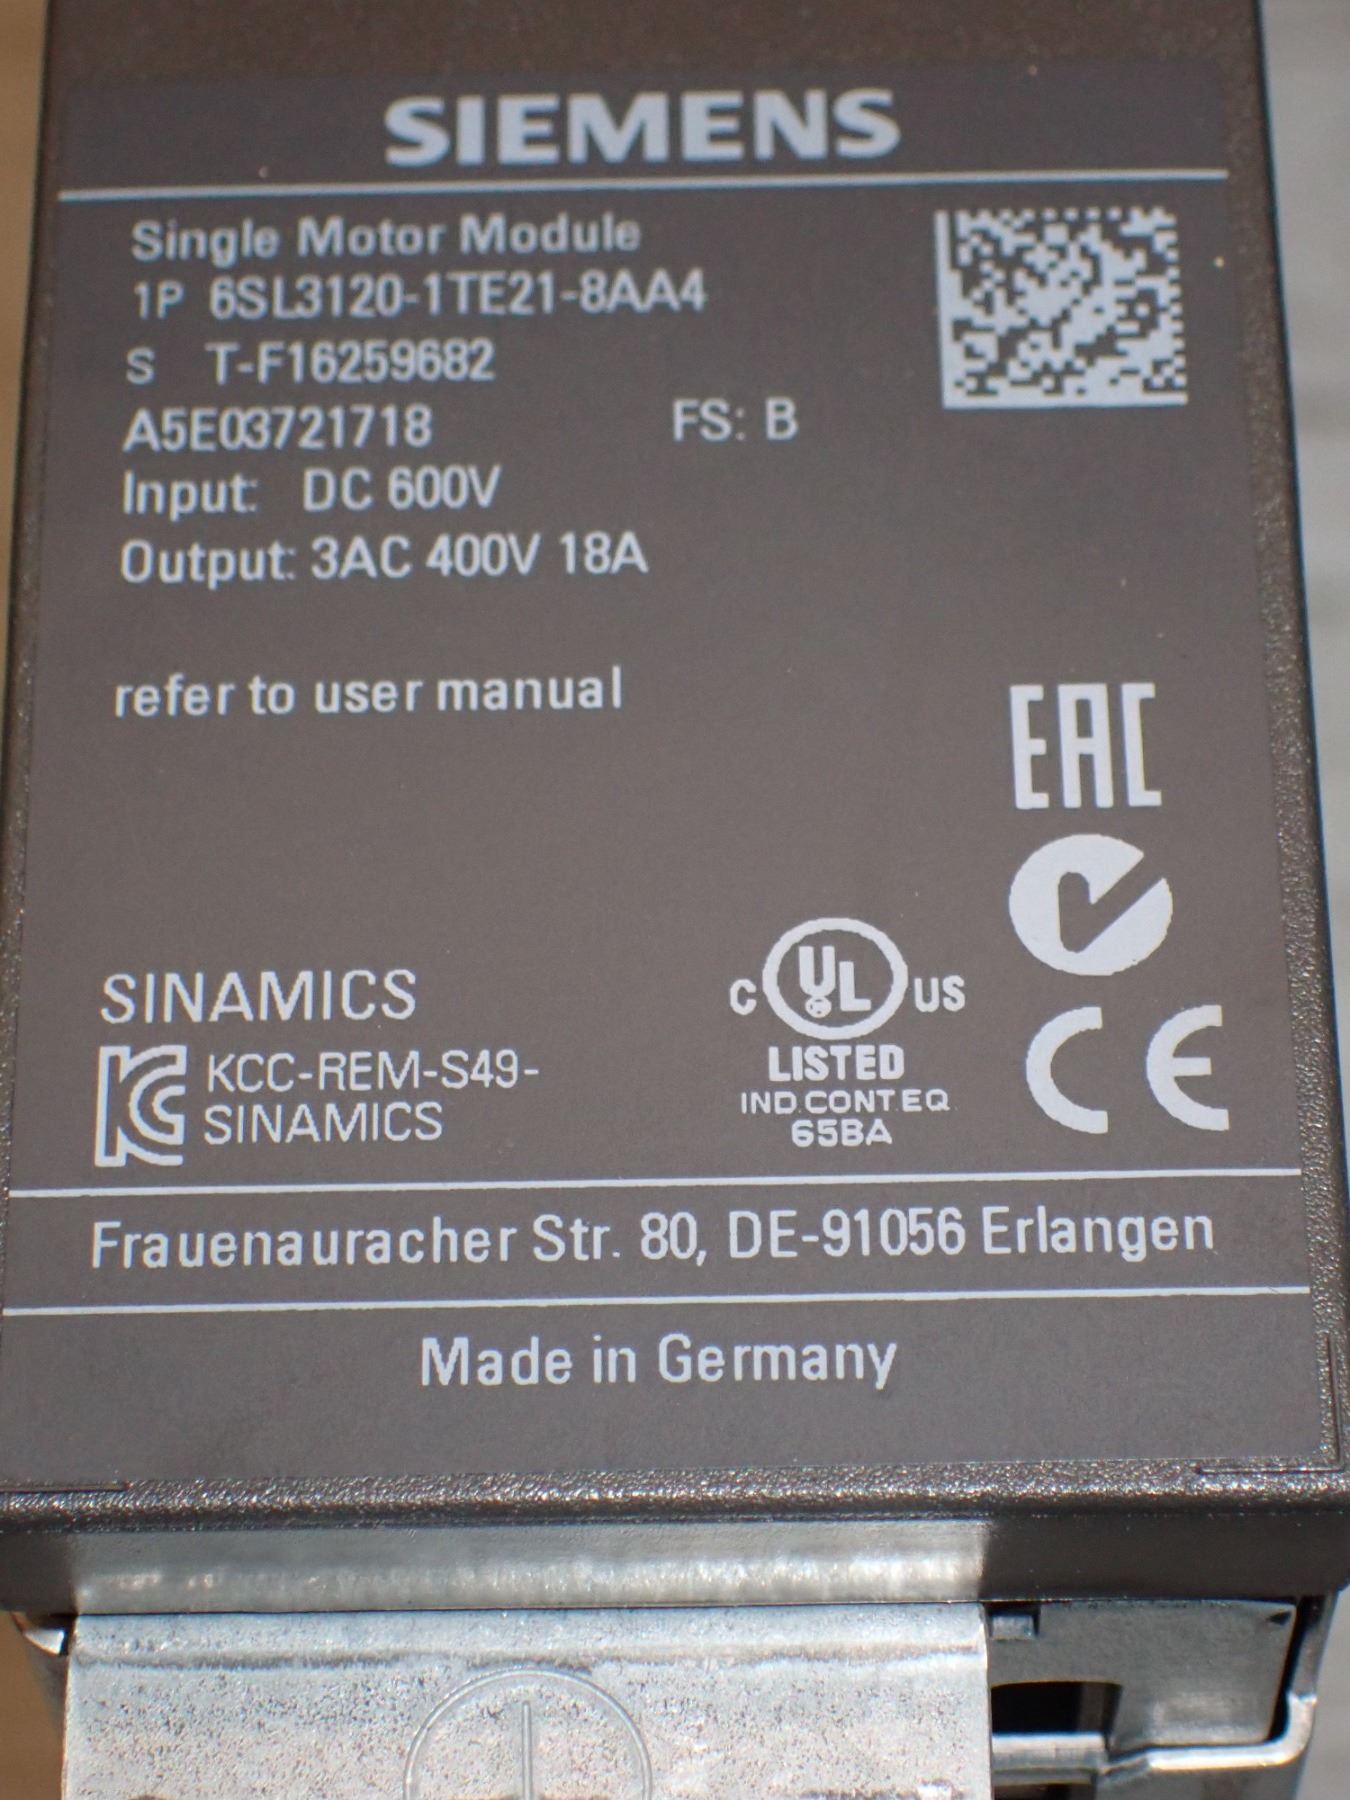 SIEMENS
Single Motor Module
1P 6SL3120-1TE21-8AA4
S T-F16259682
A5E03721718 FS: B
Input: DC 600V
Output: 3AC 400V 18A
refer to user manual
EAC
SINAMICS
C UL US
LISTED
IND.CONT.EQ
65BA
CE
KCC-REM-S49-
SINAMICS
Frauenauracher Str. 80, DE-91056 Erlangen
Made in Germany